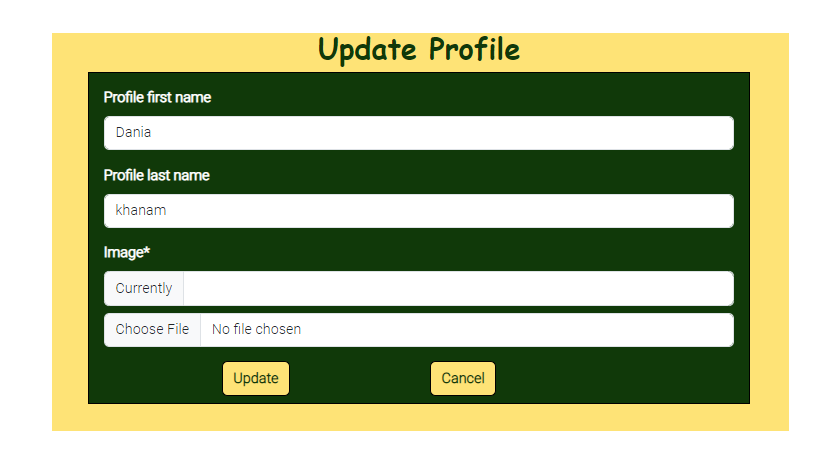 Update Profile
Profile first name
Dania
Profile last name
khanam
Image*
Currently
Choose File No file chosen
Update Cancel